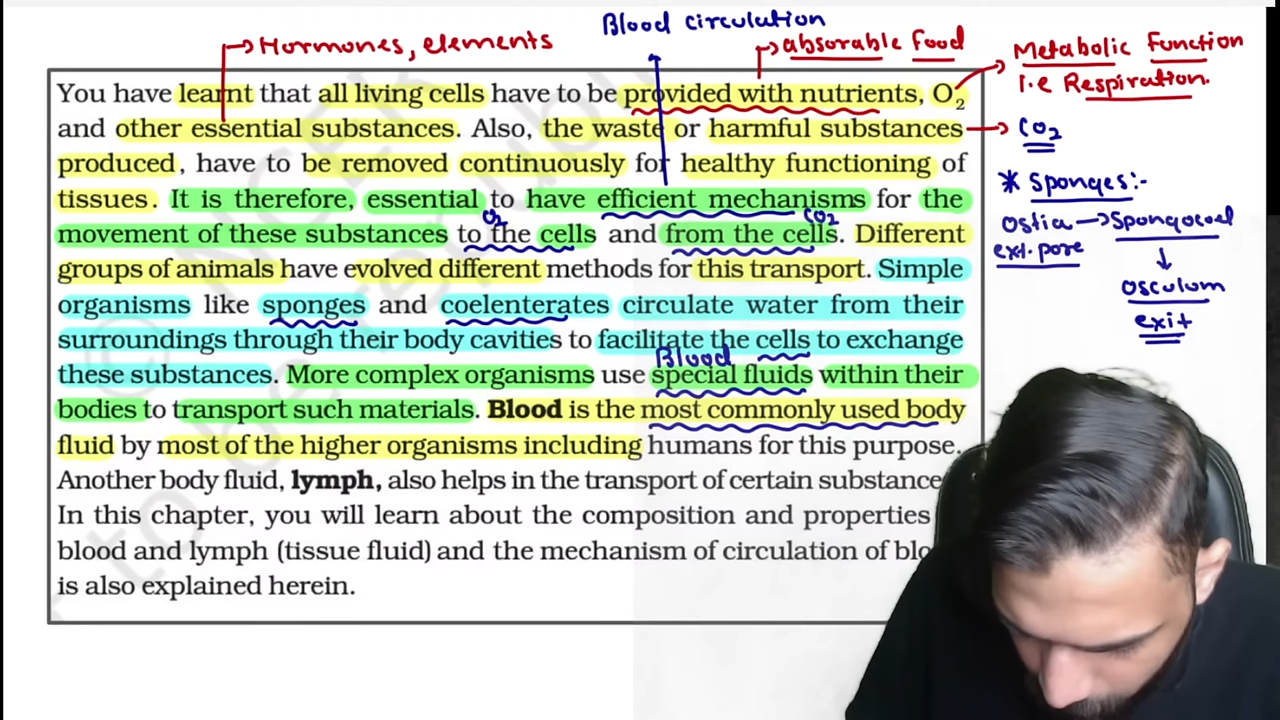 Blood circulation
Hormones, elements
absorable Food
Metabolic Function
i.e Respiration.
You have learnt that all living cells have to be provided with nutrients, O2
and other essential substances. Also, the waste or harmful substances
CO2
produced, have to be removed continuously for healthy functioning of
tissues. It is therefore, essential to have efficient mechanisms for the
* Sponges:-
O2 CO2
movement of these substances to the cells and from the cells. Different
Ostia → Spongocoel
ext. pore
groups of animals have evolved different methods for this transport. Simple
↓
osculum
organisms like sponges and coelenterates circulate water from their
exit
surroundings through their body cavities to facilitate the cells to exchange
Blood
these substances. More complex organisms use special fluids within their
bodies to transport such materials. Blood is the most commonly used body
fluid by most of the higher organisms including humans for this purpose.
Another body fluid, lymph, also helps in the transport of certain substance
In this chapter, you will learn about the composition and properties
blood and lymph (tissue fluid) and the mechanism of circulation of blo
is also explained herein.